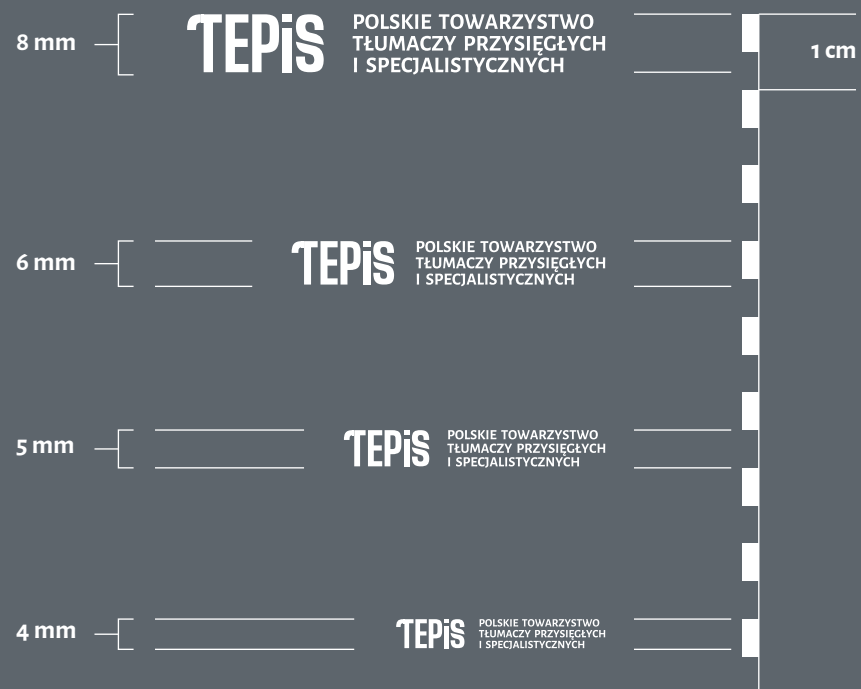 8 mm
TEPiS
POLSKIE TOWARZYSTWO
TŁUMACZY PRZYSIĘGŁYCH
I SPECJALISTYCZNYCH
1 cm
6 mm
TEPiS
POLSKIE TOWARZYSTWO
TŁUMACZY PRZYSIĘGŁYCH
I SPECJALISTYCZNYCH
5 mm
TEPiS
POLSKIE TOWARZYSTWO
TŁUMACZY PRZYSIĘGŁYCH
I SPECJALISTYCZNYCH
4 mm
TEPiS
POLSKIE TOWARZYSTWO
TŁUMACZY PRZYSIĘGŁYCH
I SPECJALISTYCZNYCH